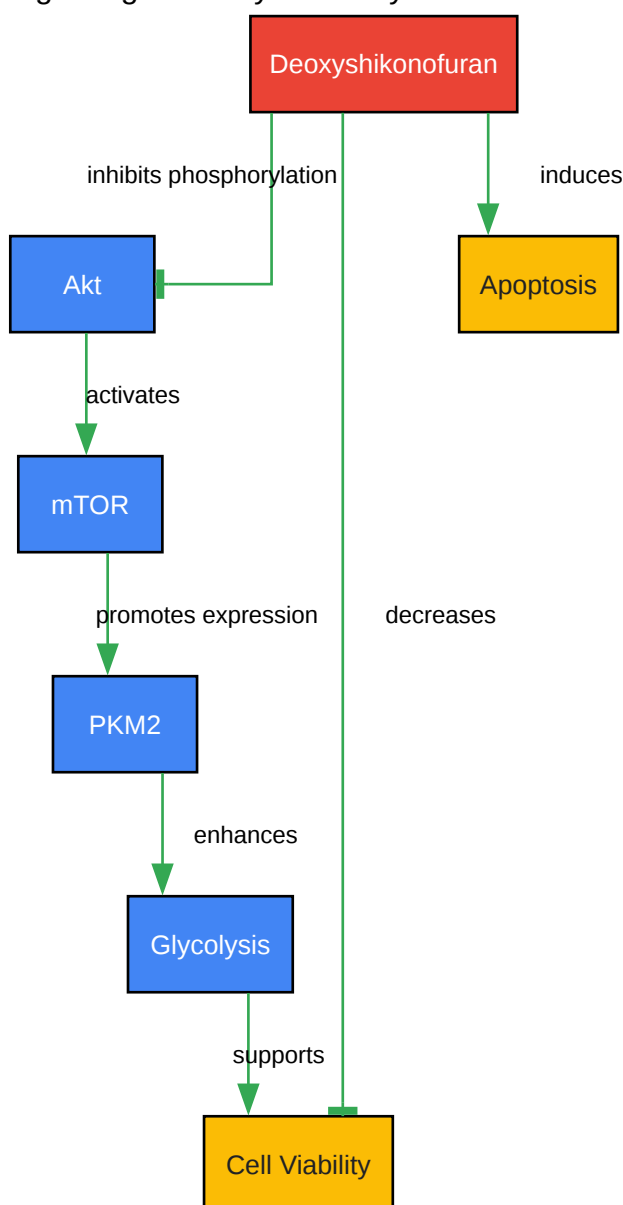 Deoxyshikonofuran
inhibits phosphorylation
induces
Akt
Apoptosis
activates
mTOR
promotes expression
decreases
PKM2
enhances
Glycolysis
supports
Cell Viability